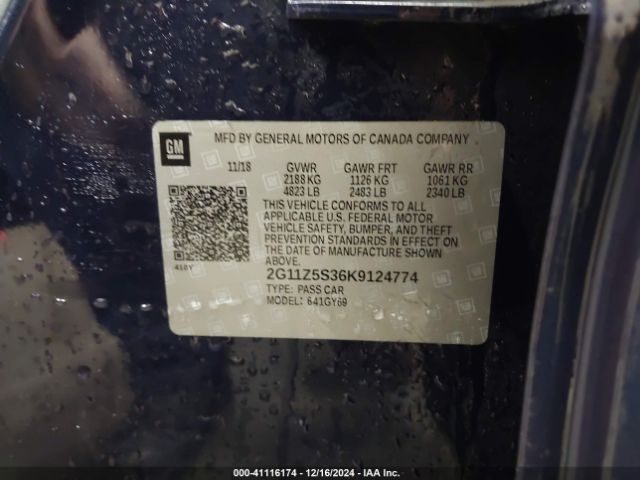 GM
MFD BY GENERAL MOTORS OF CANADA COMPANY
11/18 GVWR GAWR FRT GAWR RR
2188 KG 1126 KG 1061 KG
4823 LB 2483 LB 2340 LB
THIS VEHICLE CONFORMS TO ALL
APPLICABLE U.S. FEDERAL MOTOR
VEHICLE SAFETY, BUMPER, AND THEFT
PREVENTION STANDARDS IN EFFECT ON
THE DATE OF MANUFACTURE SHOWN
ABOVE.
418Y
2G11Z5S36K9124774
TYPE: PASS CAR
MODEL: 641GY69
000-41116174 - 12/16/2024 - IAA Inc.